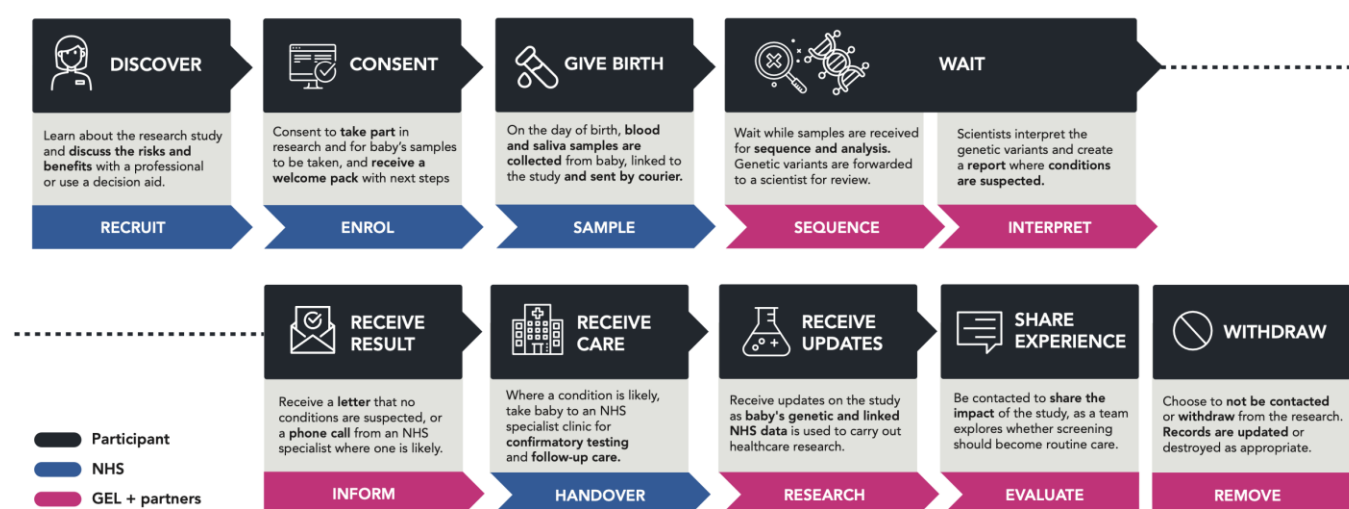 DISCOVER
Learn about the research study
and discuss the risks and
benefits with a professional
or use a decision aid.
RECRUIT
CONSENT
Consent to take part in
research and for baby's samples
to be taken, and receive a
welcome pack with next steps
ENROL
GIVE BIRTH
On the day of birth, blood
and saliva samples are
collected from baby, linked to
the study and sent by courier.
SAMPLE
WAIT
Wait while samples are received
for sequence and analysis.
Genetic variants are forwarded
to a scientist for review.
SEQUENCE
Scientists interpret the
genetic variants and create
a report where conditions
are suspected.
INTERPRET
RECEIVE
RESULT
Receive a letter that no
conditions are suspected, or
a phone call from an NHS
specialist where one is likely.
INFORM
RECEIVE
CARE
Where a condition is likely,
take baby to an NHS
specialist clinic for
confirmatory testing
and follow-up care.
HANDOVER
RECEIVE
UPDATES
Receive updates on the study
as baby's genetic and linked
NHS data is used to carry out
healthcare research.
RESEARCH
SHARE
EXPERIENCE
Be contacted to share the
impact of the study, as a team
explores whether screening
should become routine care.
EVALUATE
WITHDRAW
Choose to not be contacted
or withdraw from the research.
Records are updated or
destroyed as appropriate.
REMOVE
Participant
NHS
GEL + partners